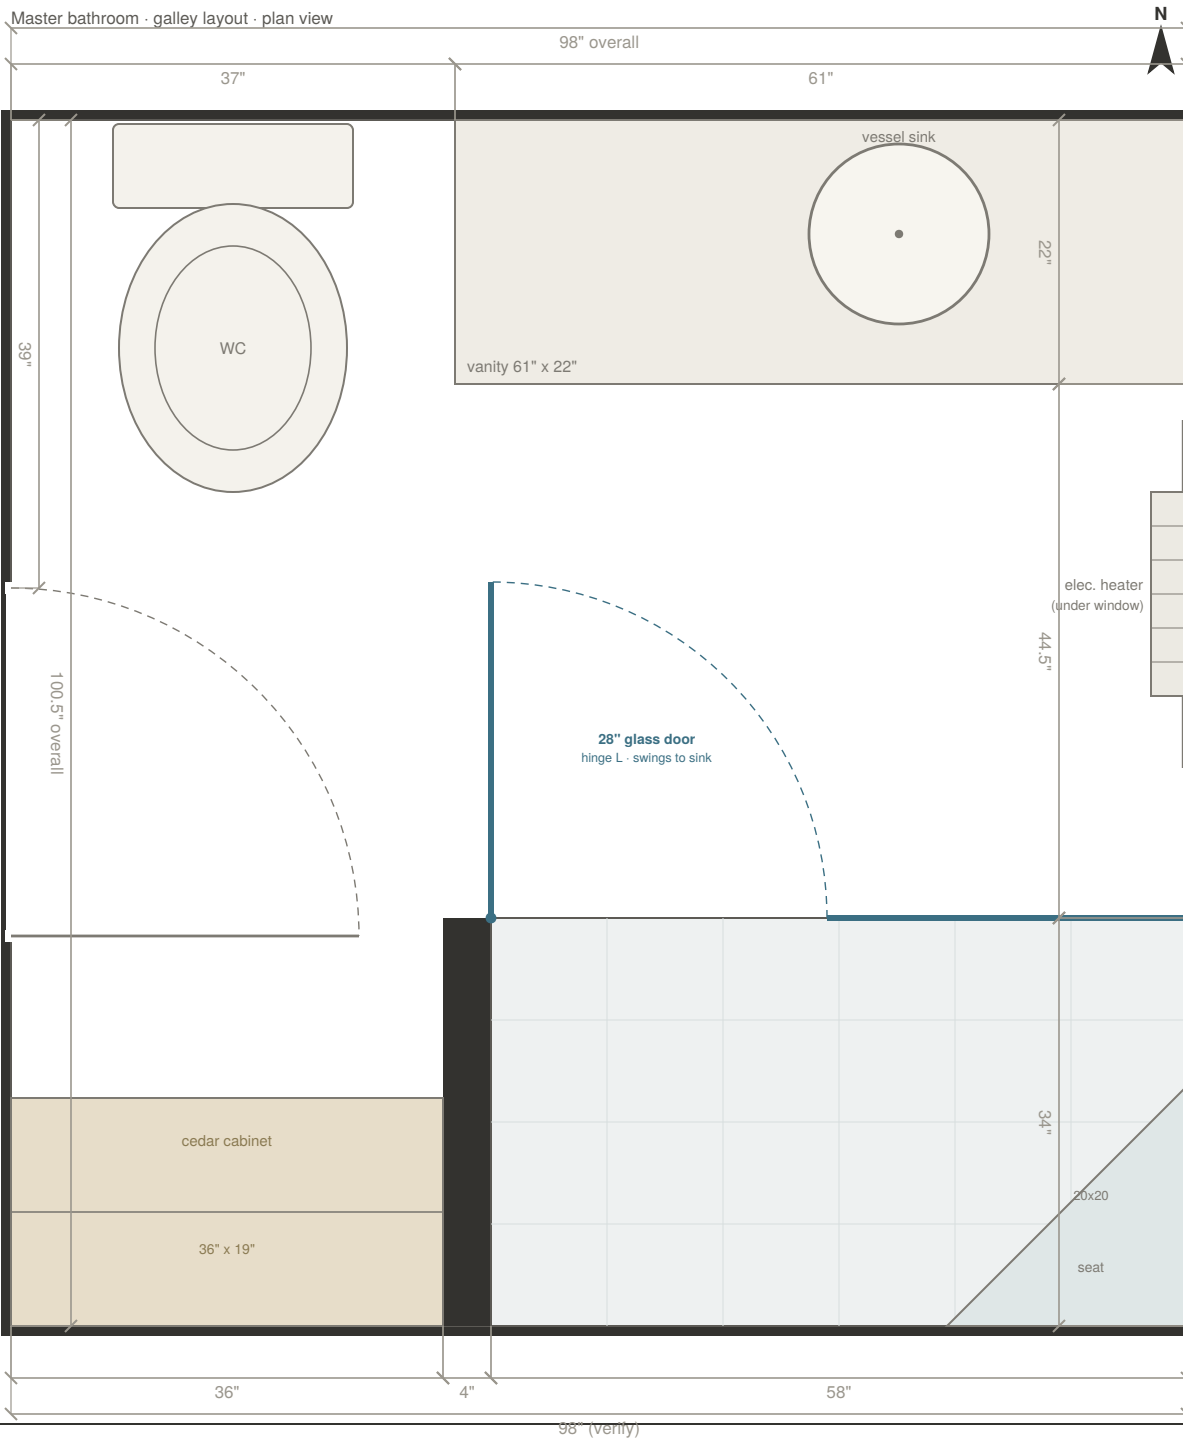 Master bathroom · galley layout · plan view
N
98" overall
37"
61"
vessel sink
22"
39"
WC
vanity 61" x 22"
elec. heater
(under window)
44.5"
100.5" overall
28" glass door
hinge L · swings to sink
34"
cedar cabinet
20x20
36" x 19"
seat
36"
4"
58"
98" (verify)